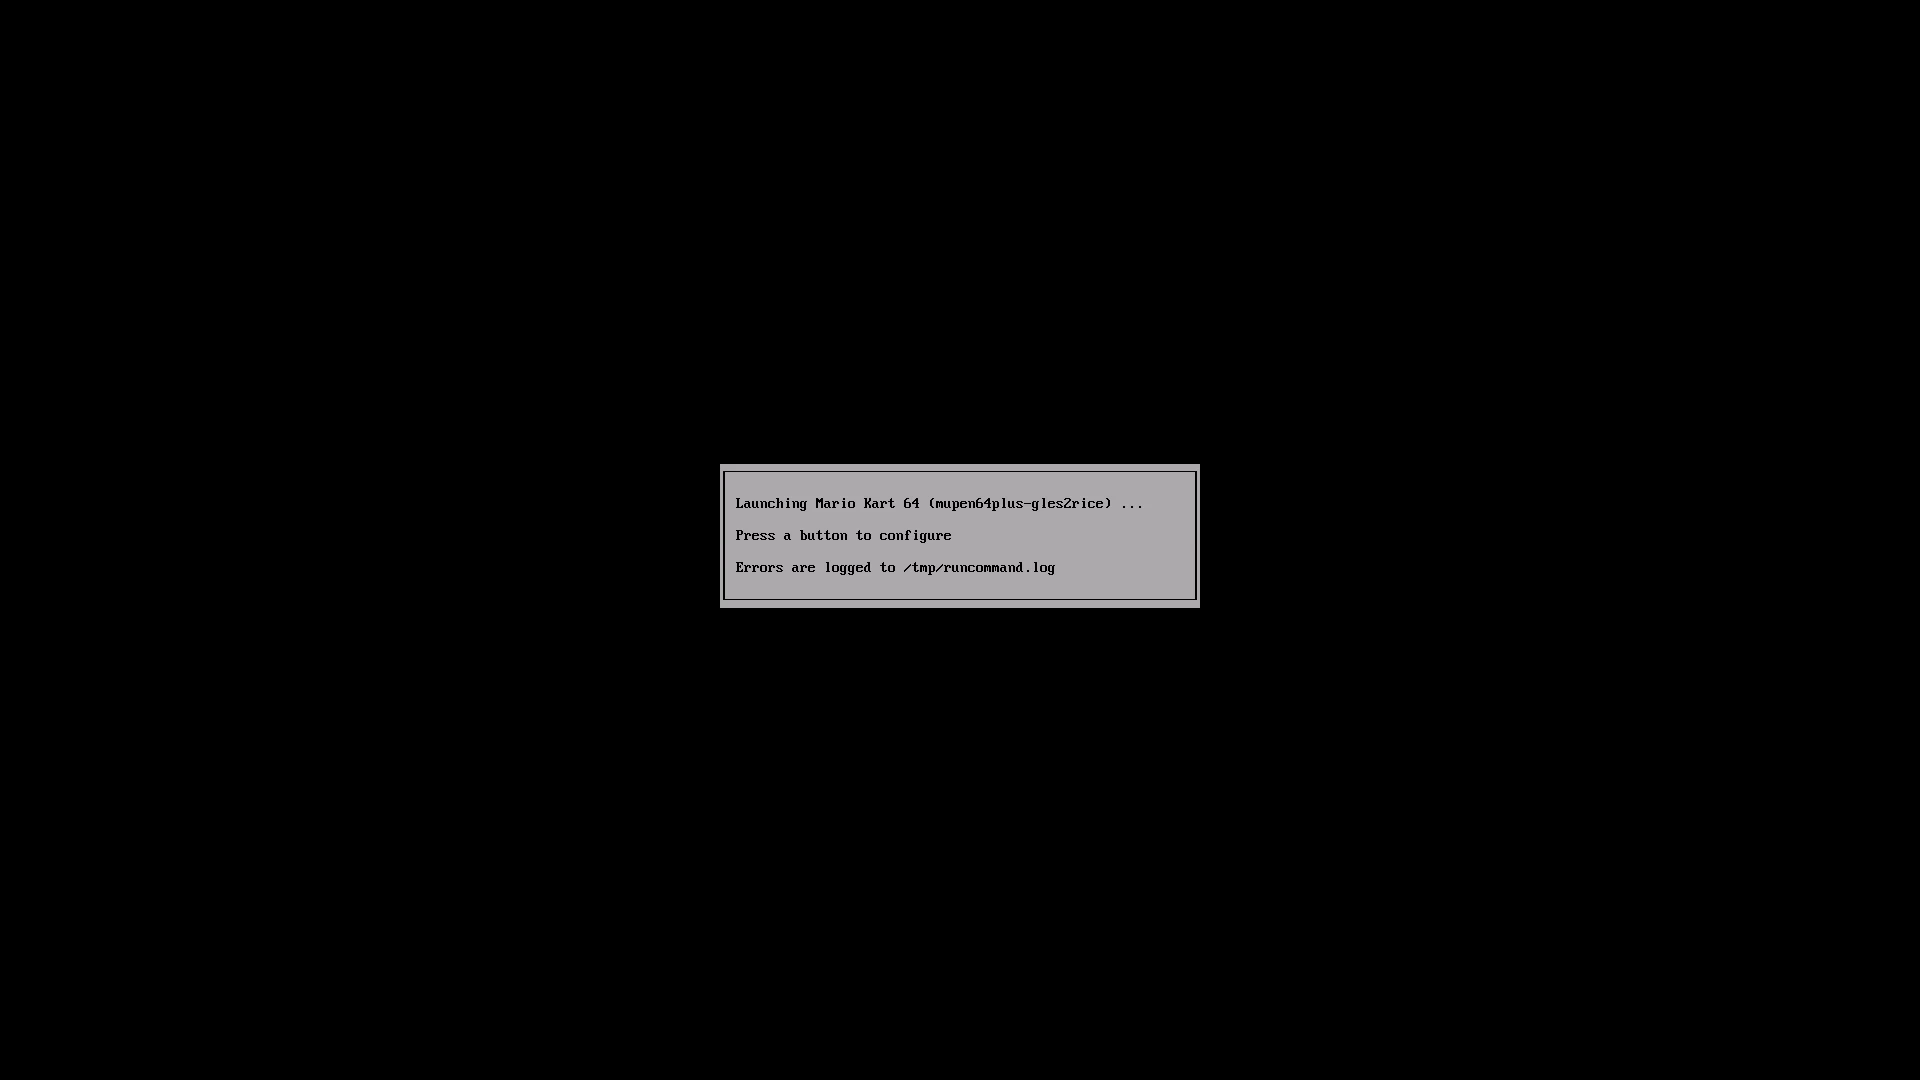 Launching Mario Kart 64 (mupen64plus-gles2rice) ...
Press a button to configure
Errors are logged to /tmp/runcommand.log